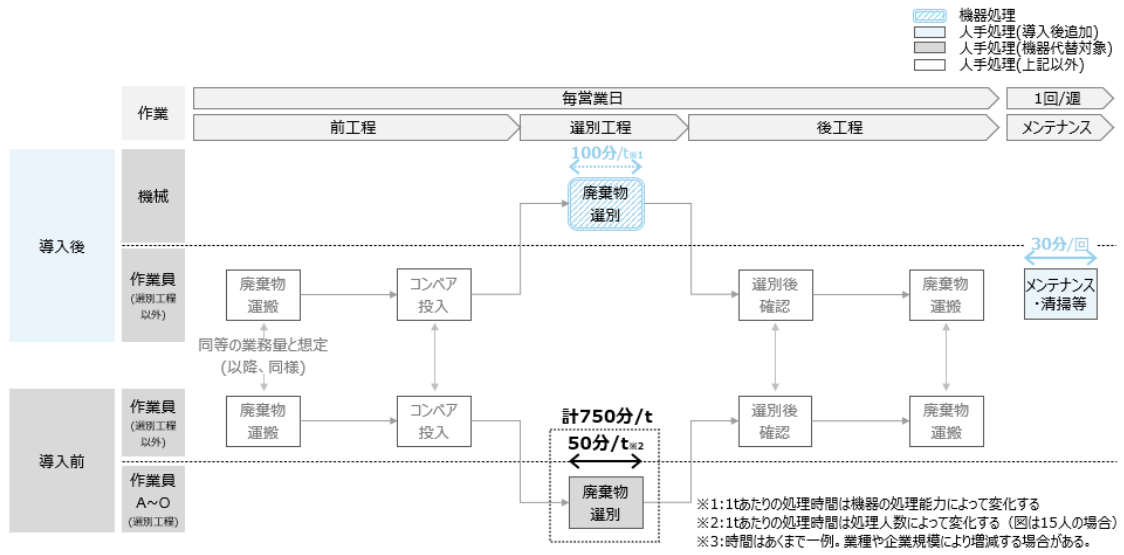 機器処理
人手処理(導入後追加)
人手処理(機器代替対象)
人手処理(上記以外)
作業
毎営業日
1回/週
前工程
選別工程
後工程
メンテナンス
導入後
機械
100分/t※1
廃棄物
選別
作業員
(選別工程
以外)
廃棄物
運搬
コンベア
投入
選別後
確認
廃棄物
運搬
30分/回
メンテナンス
・清掃等
同等の業務量と想定
(以降、同様)
導入前
作業員
(選別工程
以外)
廃棄物
運搬
コンベア
投入
計750分/t
50分/t※2
選別後
確認
廃棄物
運搬
作業員
A~O
(選別工程)
廃棄物
選別
※1:1tあたりの処理時間は機器の処理能力によって変化する
※2:1tあたりの処理時間は処理人数によって変化する（図は15人の場合）
※3:時間はあくまで一例。業種や企業規模により増減する場合がある。